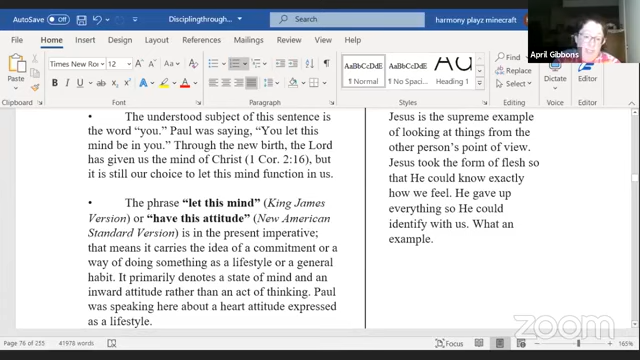 AutoSave Off
Disciplingthrough...
Search
harmony playz minecraft
April Gibbons
File Home Insert Draw Design Layout References Mailings Review View Help
Paste
Clipboard
Times New Ror 12
Font
Paragraph
AaBbCcDd AaBbCcDd
¶ Normal ¶ No Spaci... Heading 1
Styles
Find
Replace
Select
Editing
Dictate
Voice
Editor
Editor
• The understood subject of this sentence is
the word “you.” Paul was saying, “You let this
mind be in you.” Through the new birth, the Lord
has given us the mind of Christ (1 Cor. 2:16), but
it is still our choice to let this mind function in us.
• The phrase “let this mind” (King James
Version) or “have this attitude” (New American
Standard Version) is in the present imperative;
that means it carries the idea of a commitment or a
way of doing something as a lifestyle or a general
habit. It primarily denotes a state of mind and an
inward attitude rather than an act of thinking. Paul
was speaking here about a heart attitude expressed
as a lifestyle.
Jesus is the supreme example
of looking at things from the
other person’s point of view.
Jesus took the form of flesh so
that He could know exactly
how we feel. He gave up
everything so He could
identify with us. What an
example.
Page 76 of 255 41978 words
Focus
165%
zoom